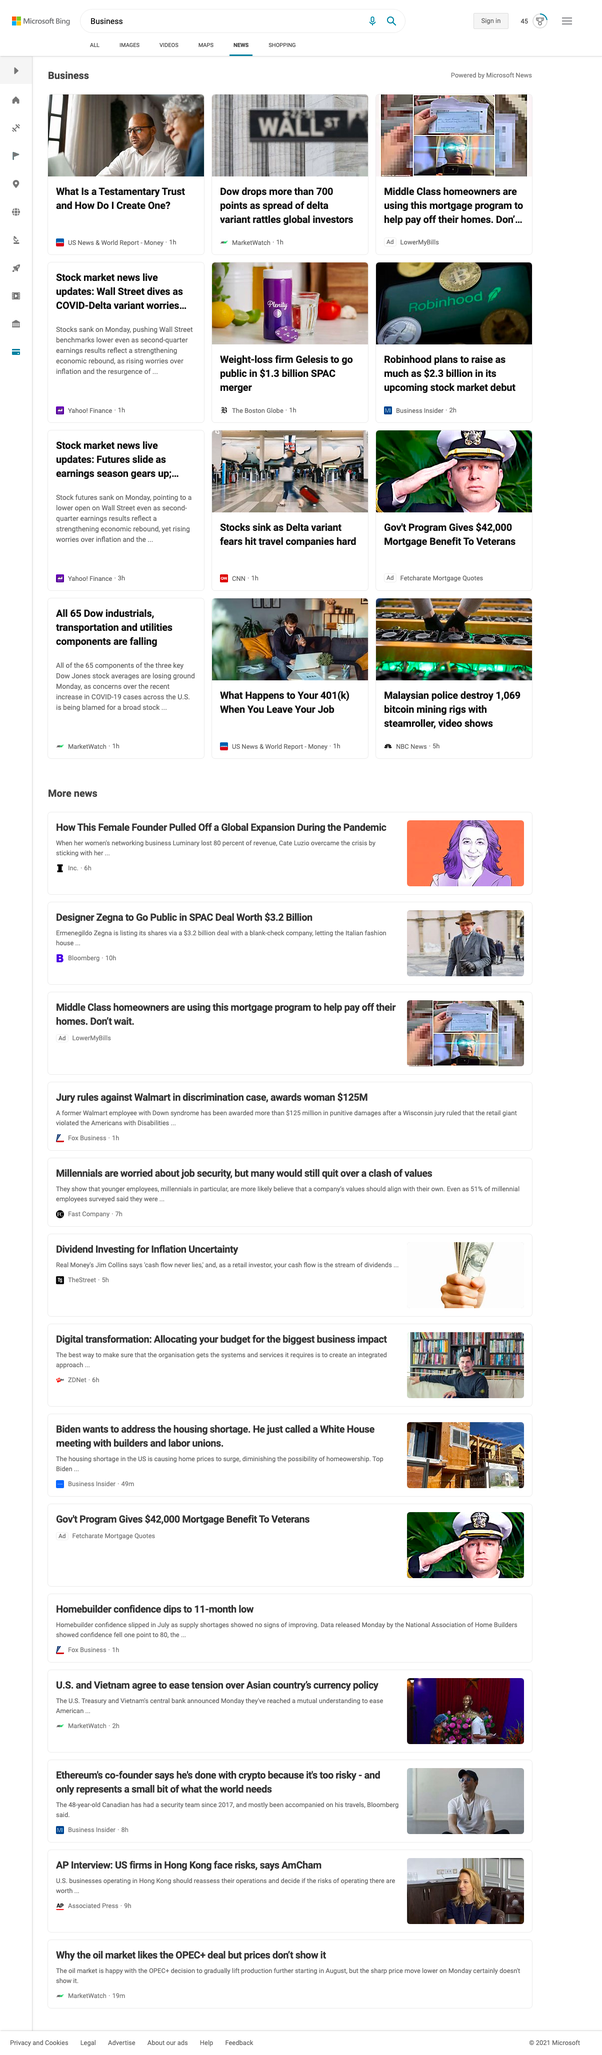 Microsoft Bing
Business
Sign in
45
ALL IMAGES VIDEOS MAPS NEWS SHOPPING
Business
Powered by Microsoft News
WALL ST
What Is a Testamentary Trust
and How Do I Create One?
US News & World Report - Money · 1h
Dow drops more than 700
points as spread of delta
variant rattles global investors
MarketWatch · 1h
Middle Class homeowners are
using this mortgage program to
help pay off their homes. Don'...
Ad LowerMyBills
Stock market news live
updates: Wall Street dives as
COVID-Delta variant worries...
Stocks sank on Monday, pushing Wall Street
benchmarks lower even as second-quarter
earnings results reflect a strengthening
economic rebound, as rising worries
over inflation and the resurgence of ...
Yahoo! Finance · 1h
Plenity
Weight-loss firm Gelesis to go
public in $1.3 billion SPAC
merger
The Boston Globe · 1h
Robinhood
Robinhood plans to raise as
much as $2.3 billion in its
upcoming stock market debut
Business Insider · 2h
Stock market news live
updates: Futures slide as
earnings season gears up;...
Stock futures sank on Monday, pointing to a
lower open on Wall Street even as second-
quarter earnings results reflect a
strengthening economic rebound, yet rising
worries over inflation and the ...
Yahoo! Finance · 3h
Stocks sink as Delta variant
fears hit travel companies hard
CNN · 1h
Gov't Program Gives $42,000
Mortgage Benefit To Veterans
Ad Fetcharate Mortgage Quotes
All 65 Dow industrials,
transportation and utilities
components are falling
All of the 65 components of the three key
Dow Jones stock averages are losing ground
Monday, as concerns over the recent
increase in COVID-19 cases across the U.S.
is being blamed for a broad stock ...
MarketWatch · 1h
What Happens to Your 401(k)
When You Leave Your Job
US News & World Report - Money · 1h
Malaysian police destroy 1,069
bitcoin mining rigs with
steamroller, video shows
NBC News · 5h
More news
How This Female Founder Pulled Off a Global Expansion During the Pandemic
When her women's networking business Luminary lost 80 percent of revenue, Cate Luzio overcame the crisis by
sticking with her ...
Inc. · 6h
Designer Zegna to Go Public in SPAC Deal Worth $3.2 Billion
Ermenegildo Zegna is listing its shares via a $3.2 billion deal with a blank-check company, letting the Italian fashion
house ...
Bloomberg · 10h
Middle Class homeowners are using this mortgage program to help pay off their
homes. Don't wait.
Ad LowerMyBills
Jury rules against Walmart in discrimination case, awards woman $125M
A former Walmart employee with Down syndrome has been awarded more than $125 million in punitive damages after a Wisconsin jury ruled that the retail giant
violated the Americans with Disabilities ...
Fox Business · 1h
Millennials are worried about job security, but many would still quit over a clash of values
They show that younger employees, millennials in particular, are more likely believe that a company's values should align with their own. Even as 51% of millennial
employees surveyed said they were ...
Fast Company · 7h
Dividend Investing for Inflation Uncertainty
Real Money's Jim Collins says 'cash flow never lies,' and, as a retail investor, your cash flow is the stream of dividends ...
TheStreet · 5h
Digital transformation: Allocating your budget for the biggest business impact
The best way to make sure that the organisation gets the systems and services it requires is to create an integrated
approach ...
ZDNet · 6h
Biden wants to address the housing shortage. He just called a White House
meeting with builders and labor unions.
The housing shortage in the US is causing home prices to surge, diminishing the possibility of homeownership. Top
Biden ...
Business Insider · 49m
Gov't Program Gives $42,000 Mortgage Benefit To Veterans
Ad Fetcharate Mortgage Quotes
Homebuilder confidence dips to 11-month low
Homebuilder confidence slipped in July as supply shortages showed no signs of improving. Data released Monday by the National Association of Home Builders
showed confidence fell one point to 80, the ...
Fox Business · 1h
U.S. and Vietnam agree to ease tension over Asian country's currency policy
The U.S. Treasury and Vietnam's central bank announced Monday they've reached a mutual understanding to ease
American ...
MarketWatch · 2h
Ethereum's co-founder says he's done with crypto because it's too risky - and
only represents a small bit of what the world needs
The 48-year-old Canadian has had a security team since 2017, and mostly been accompanied on his travels, Bloomberg
said.
Business Insider · 8h
AP Interview: US firms in Hong Kong face risks, says AmCham
U.S. businesses operating in Hong Kong should reassess their operations and decide if the risks of operating there are
worth ...
AP Associated Press · 9h
Why the oil market likes the OPEC+ deal but prices don't show it
The oil market is happy with the OPEC+ decision to gradually lift production further starting in August, but the sharp price move lower on Monday certainly doesn't
show it.
MarketWatch · 19m
Privacy and Cookies Legal Advertise About our ads Help Feedback
© 2021 Microsoft